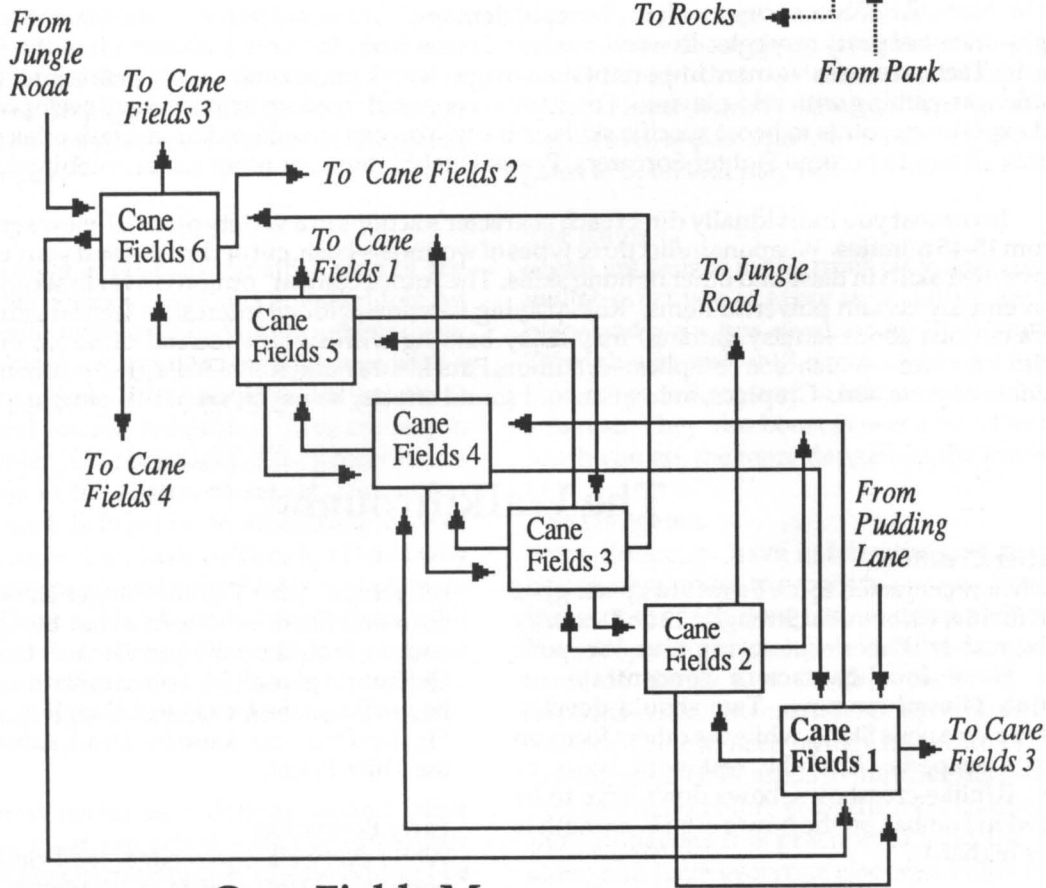 To Rocks
From Park
From
Jungle
Road
To Cane
Fields 3
To Cane Fields 2
Cane
Fields 6
To Cane
Fields 1
To Jungle
Road
Cane
Fields 5
Cane
Fields 4
To Cane
Fields 4
From
Pudding
Lane
Cane
Fields 3
Cane
Fields 2
Cane
Fields 1
To Cane
Fields 3